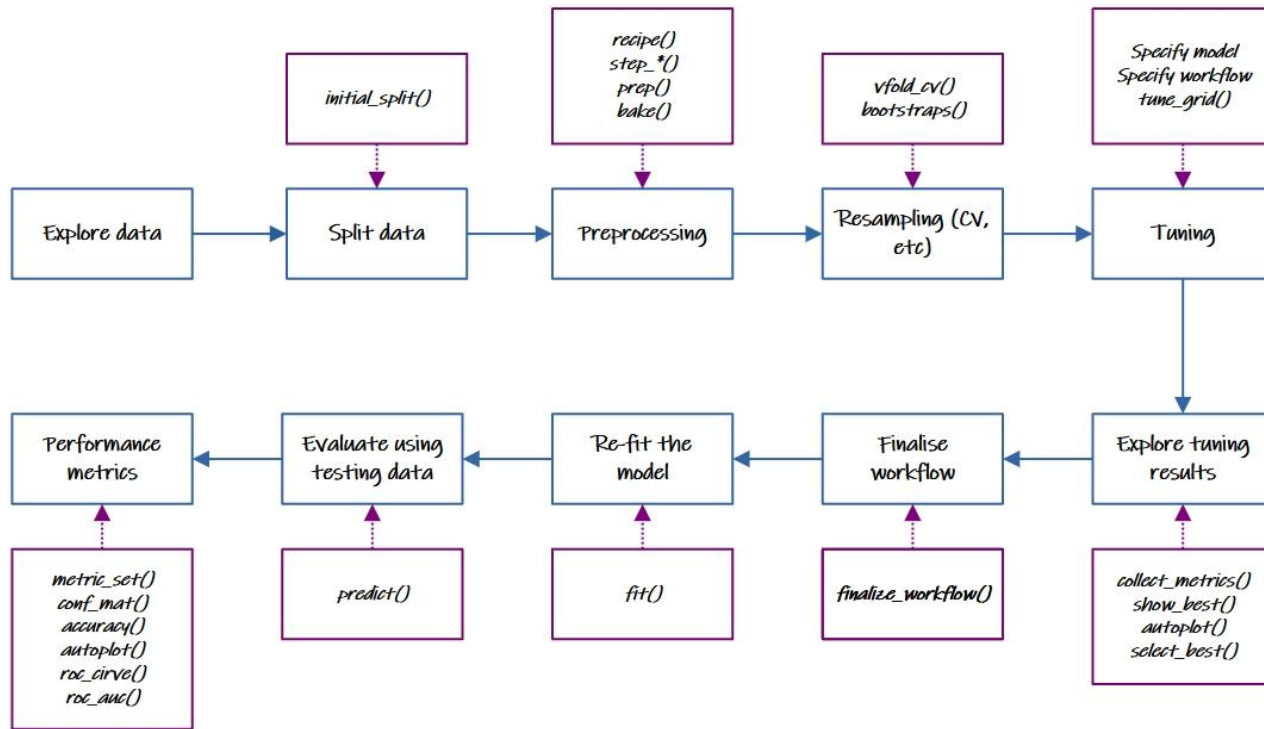 initial_split()
recipe()
step_*()
prep()
bake()
vfold_cv()
bootstraps()
Specify model
Specify workflow
tune_grid()
Explore data
Split data
Preprocessing
Resampling (CV,
etc)
Tuning
Performance
metrics
Evaluate using
testing data
Re-fit the
model
Finalise
workflow
Explore tuning
results
metric_set()
conf_mat()
accuracy()
autoplot()
roc_cirve()
roc_auc()
predict()
fit()
finalize_workflow()
collect_metrics()
show_best()
autoplot()
select_best()